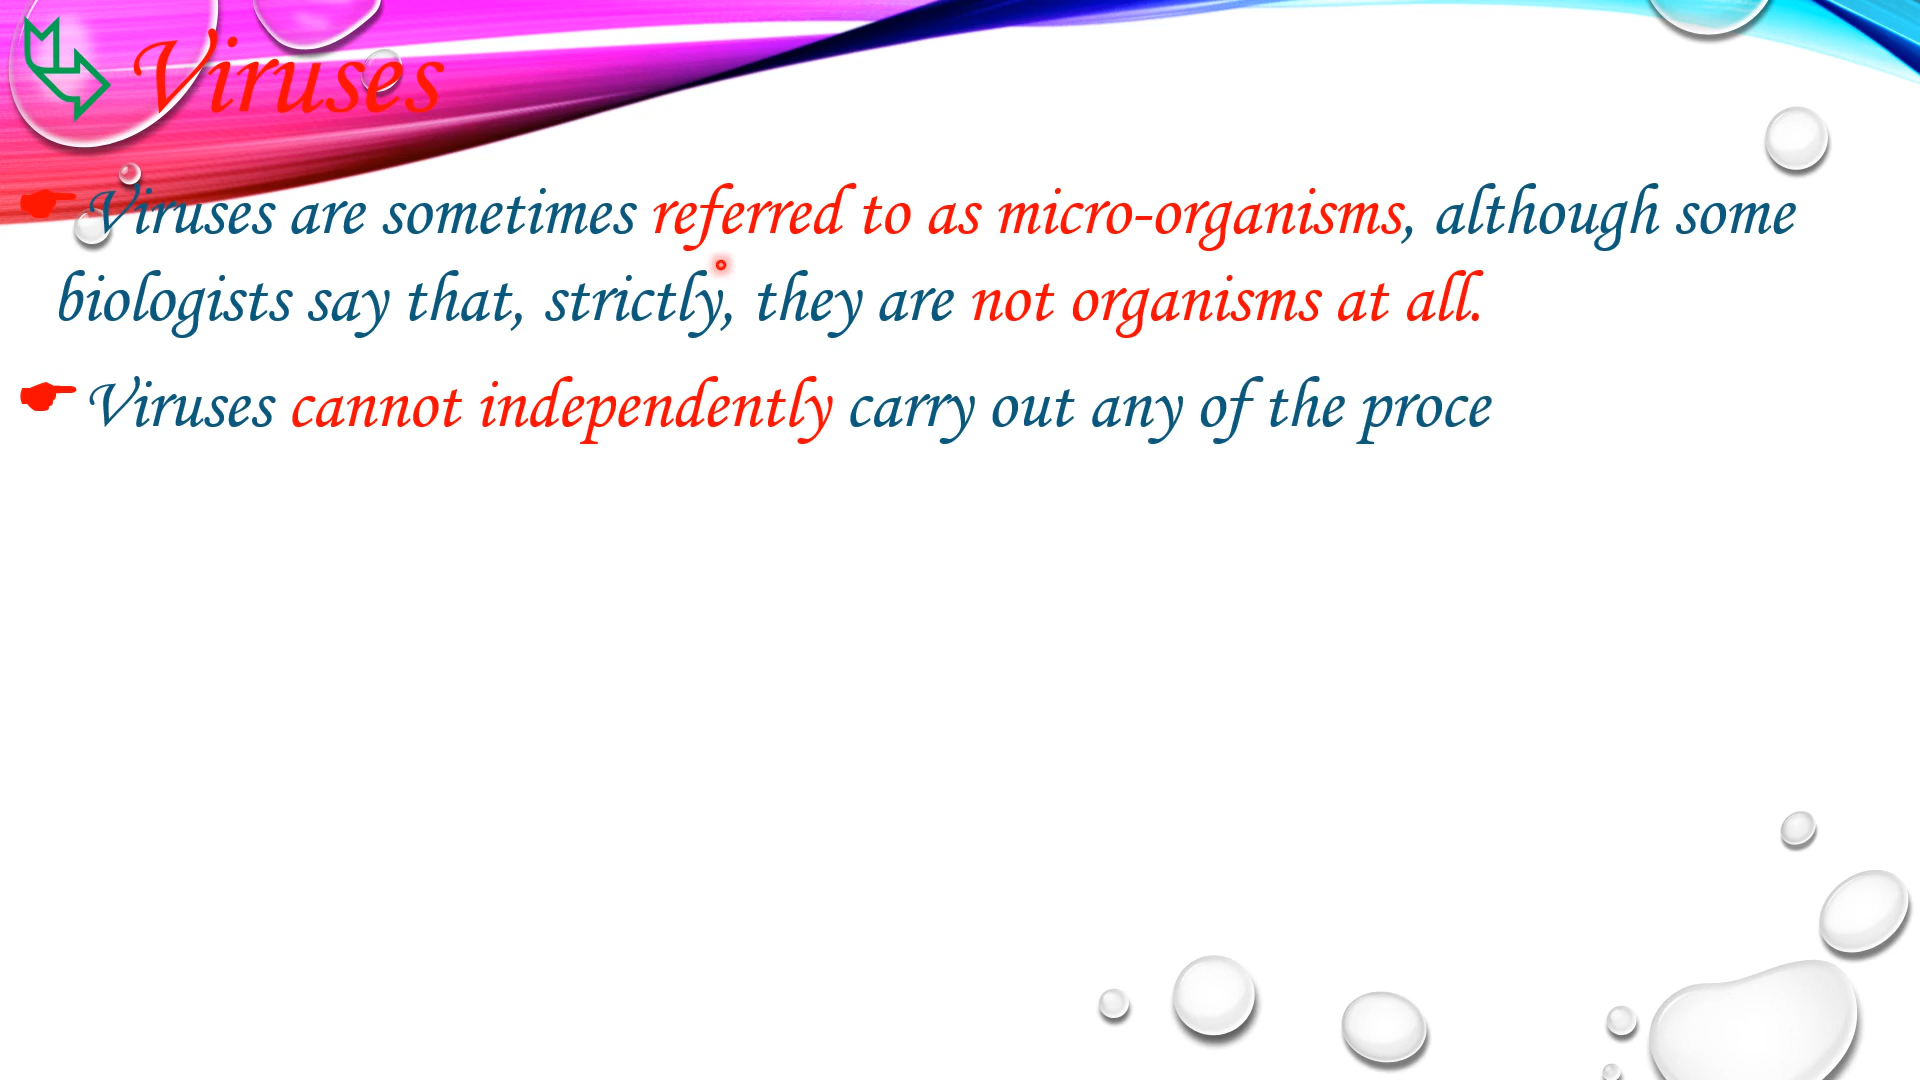 Viruses
Viruses are sometimes referred to as micro-organisms, although some
biologists say that, strictly, they are not organisms at all.
Viruses cannot independently carry out any of the proce